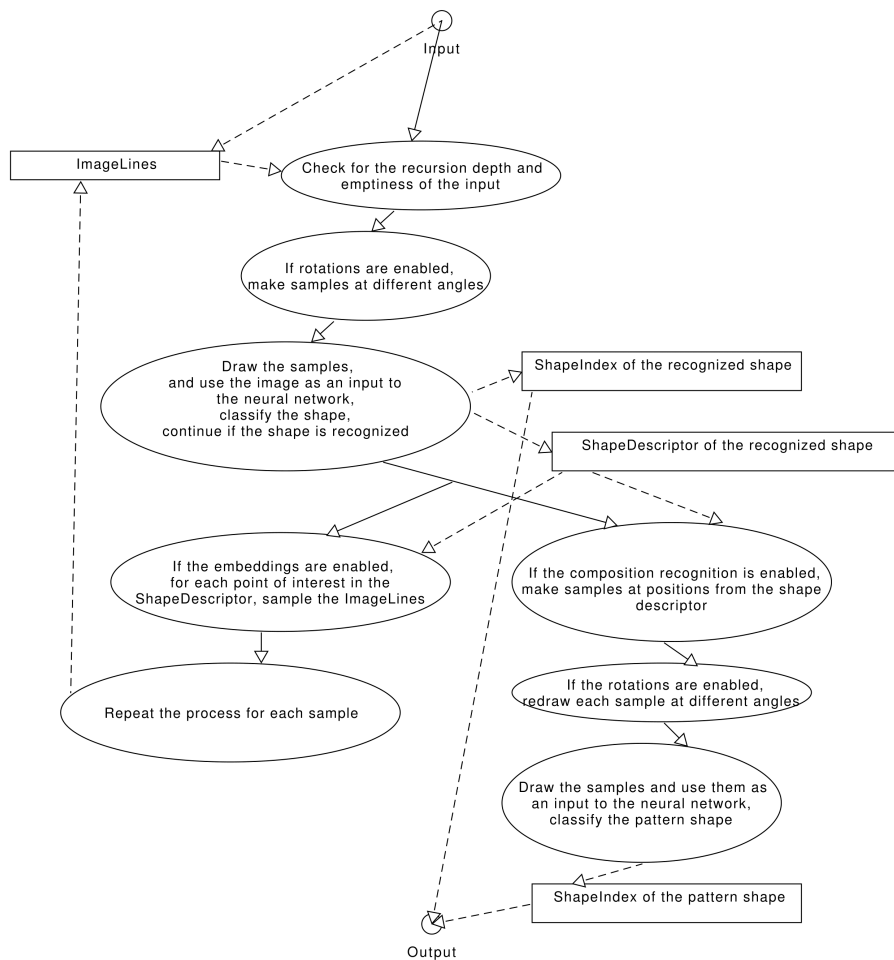 Input
ImageLines
Check for the recursion depth and
emptiness of the input
If rotations are enabled,
make samples at different angles
Draw the samples,
and use the image as an input to
the neural network,
classify the shape,
continue if the shape is recognized
ShapeIndex of the recognized shape
ShapeDescriptor of the recognized shape
If the embeddings are enabled,
for each point of interest in the
ShapeDescriptor, sample the ImageLines
If the composition recognition is enabled,
make samples at positions from the shape
descriptor
Repeat the process for each sample
If the rotations are enabled,
redraw each sample at different angles
Draw the samples and use them as
an input to the neural network,
classify the pattern shape
ShapeIndex of the pattern shape
Output